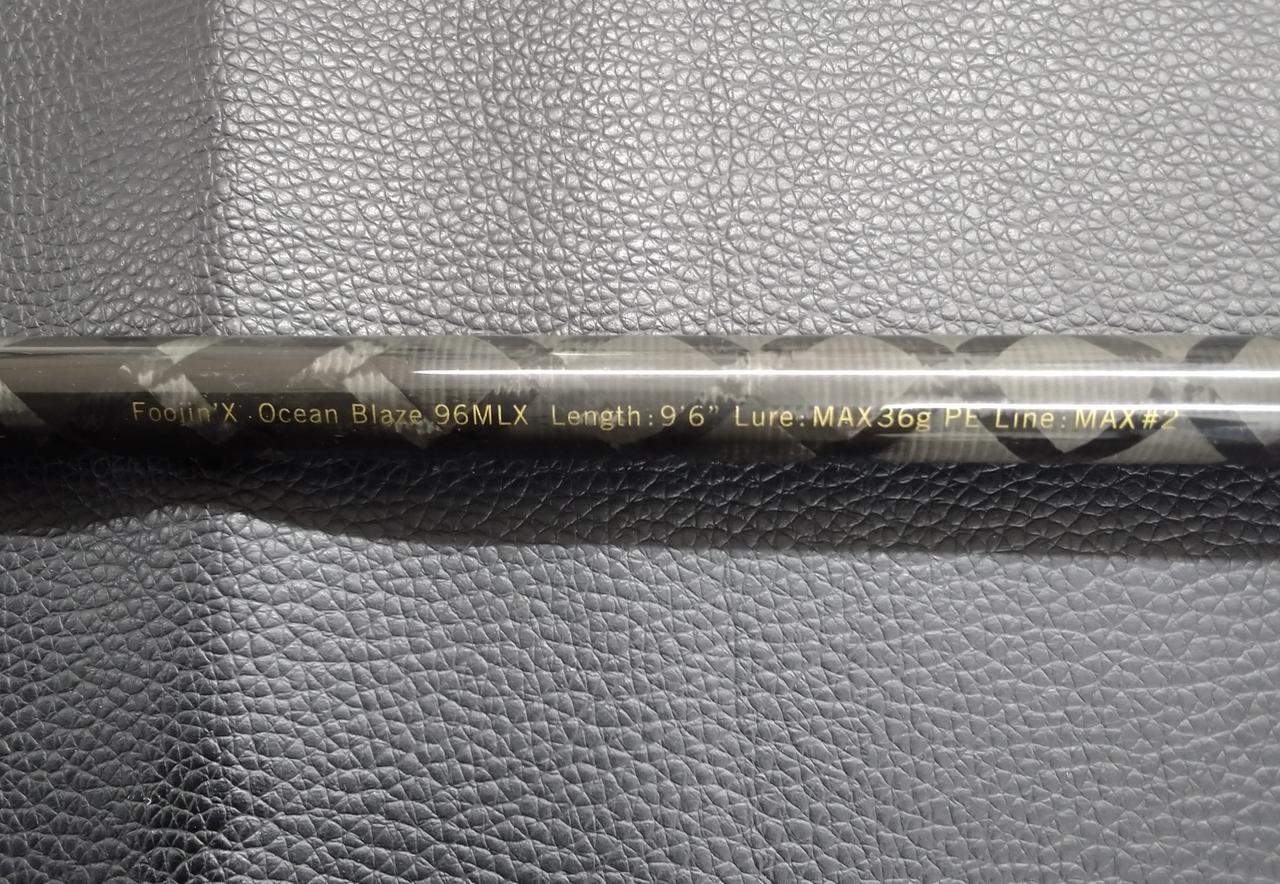 Foojin'X Ocean Blaze 96MLX Length:9'6" Lure:MAX36g PE Line:MAX#2